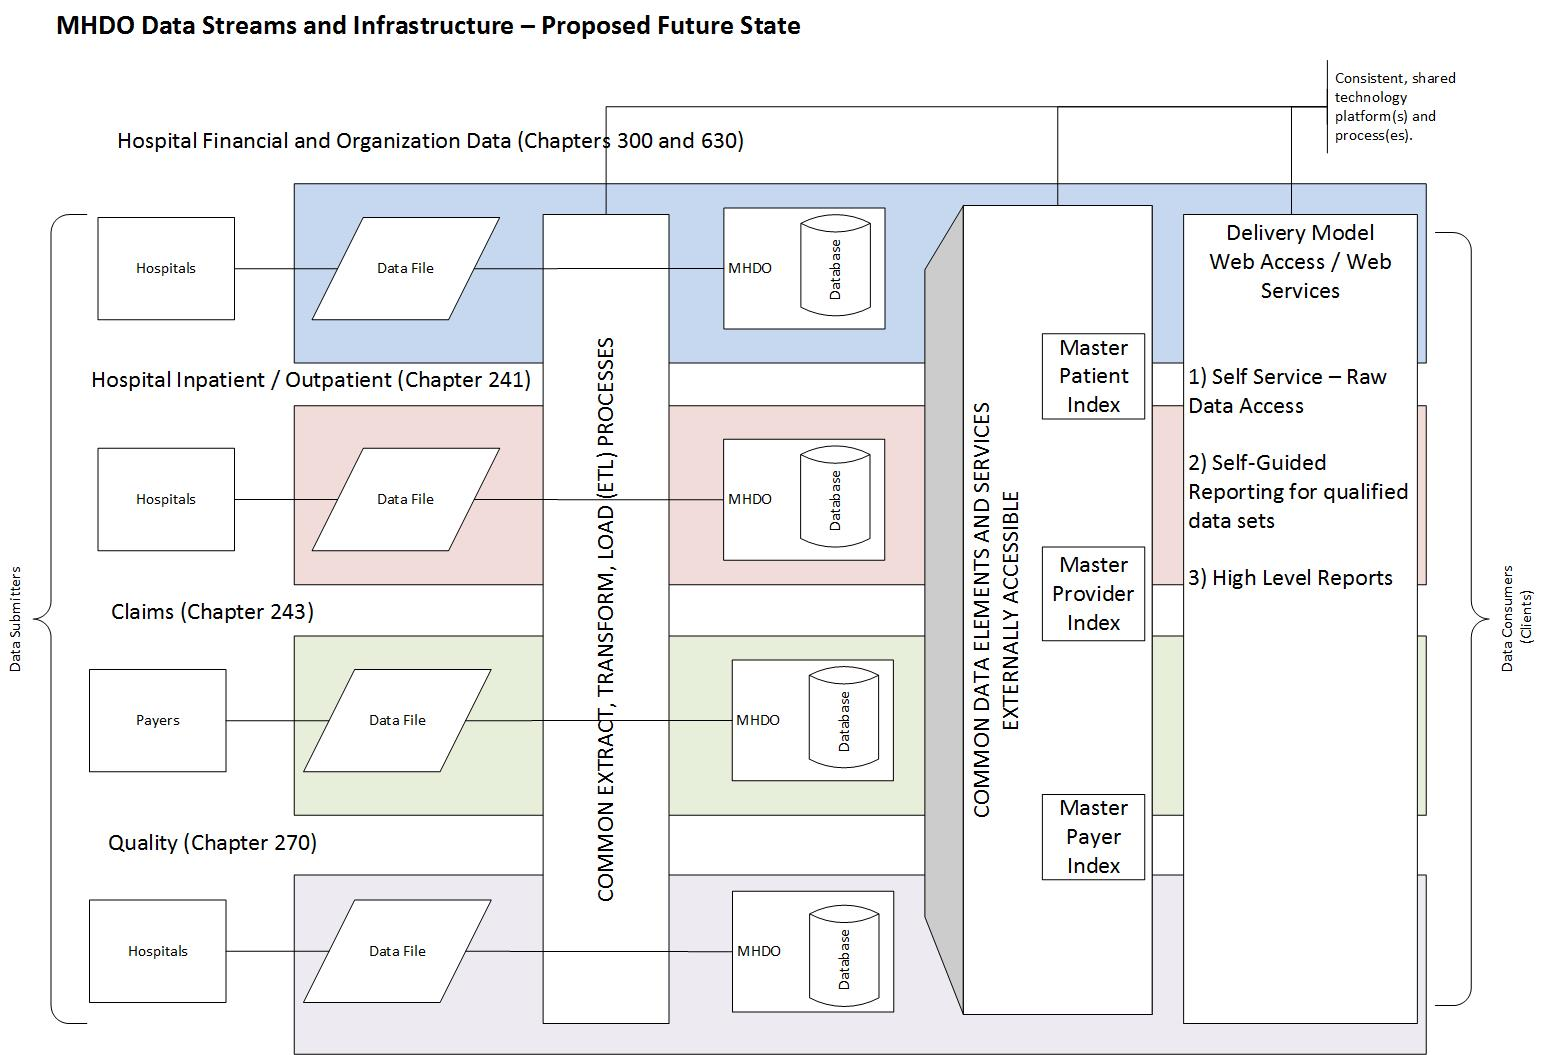 MHDO Data Streams and Infrastructure – Proposed Future State
Consistent, shared
technology
platform(s) and
process(es).
Hospital Financial and Organization Data (Chapters 300 and 630)
Hospitals
Data File
MHDO
Database
Hospital Inpatient / Outpatient (Chapter 241)
Hospitals
Data File
MHDO
Database
Claims (Chapter 243)
Payers
Data File
MHDO
Database
Quality (Chapter 270)
Hospitals
Data File
MHDO
Database
Data Submitters
COMMON EXTRACT, TRANSFORM, LOAD (ETL) PROCESSES
COMMON DATA ELEMENTS AND SERVICES
EXTERNALLY ACCESSIBLE
Master
Patient
Index
Master
Provider
Index
Master
Payer
Index
Delivery Model
Web Access / Web
Services
1) Self Service – Raw
Data Access
2) Self-Guided
Reporting for qualified
data sets
3) High Level Reports
Data Consumers
(Clients)